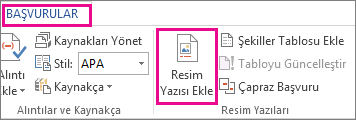 BAŞVURULAR
Alıntı Ekle
Kaynakları Yönet
Stil: APA
Kaynakça
Alıntılar ve Kaynakça
Resim Yazısı Ekle
Şekiller Tablosu Ekle
Tabloyu Güncelleştir
Çapraz Başvuru
Resim Yazıları